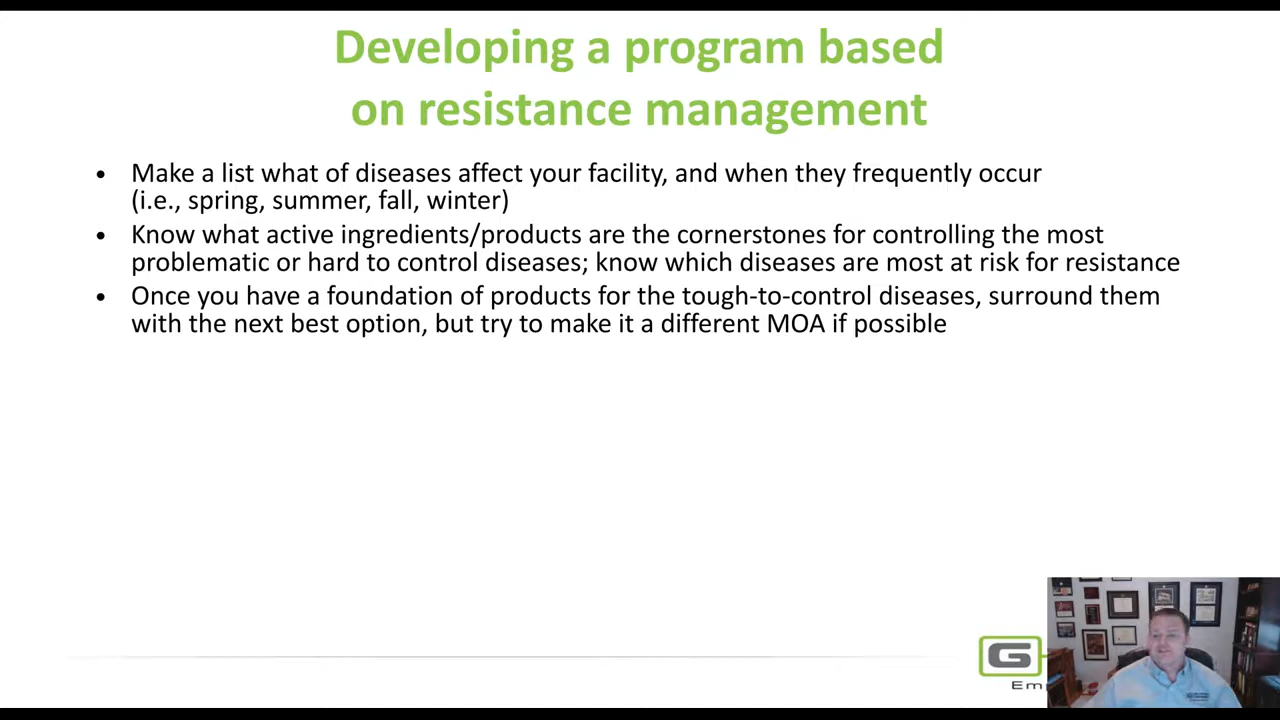 Developing a program based
on resistance management
• Make a list what of diseases affect your facility, and when they frequently occur
(i.e., spring, summer, fall, winter)
• Know what active ingredients/products are the cornerstones for controlling the most
problematic or hard to control diseases; know which diseases are most at risk for resistance
• Once you have a foundation of products for the tough-to-control diseases, surround them
with the next best option, but try to make it a different MOA if possible
G